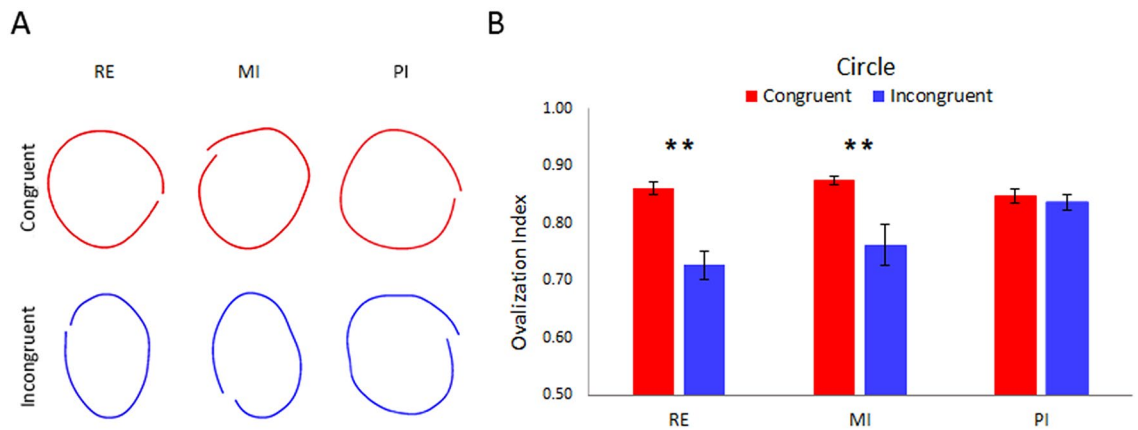 A
RE MI PI
Congruent
Incongruent
B
Circle
Congruent Incongruent
Ovalization Index
1.00
0.90
0.80
0.70
0.60
0.50
** **
RE MI PI